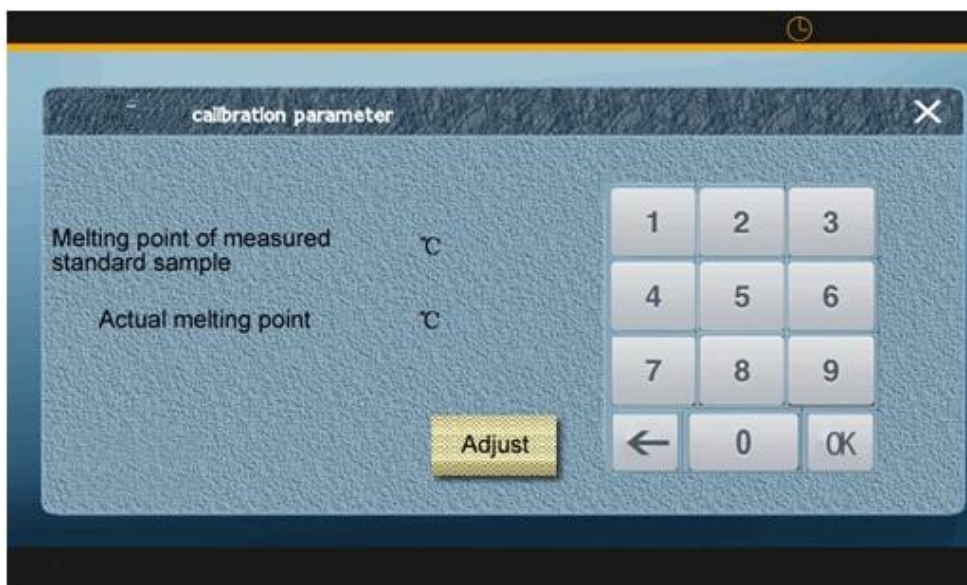 calibration parameter
Melting point of measured
standard sample
℃
Actual melting point
℃
Adjust
1 2 3
4 5 6
7 8 9
← 0 OK